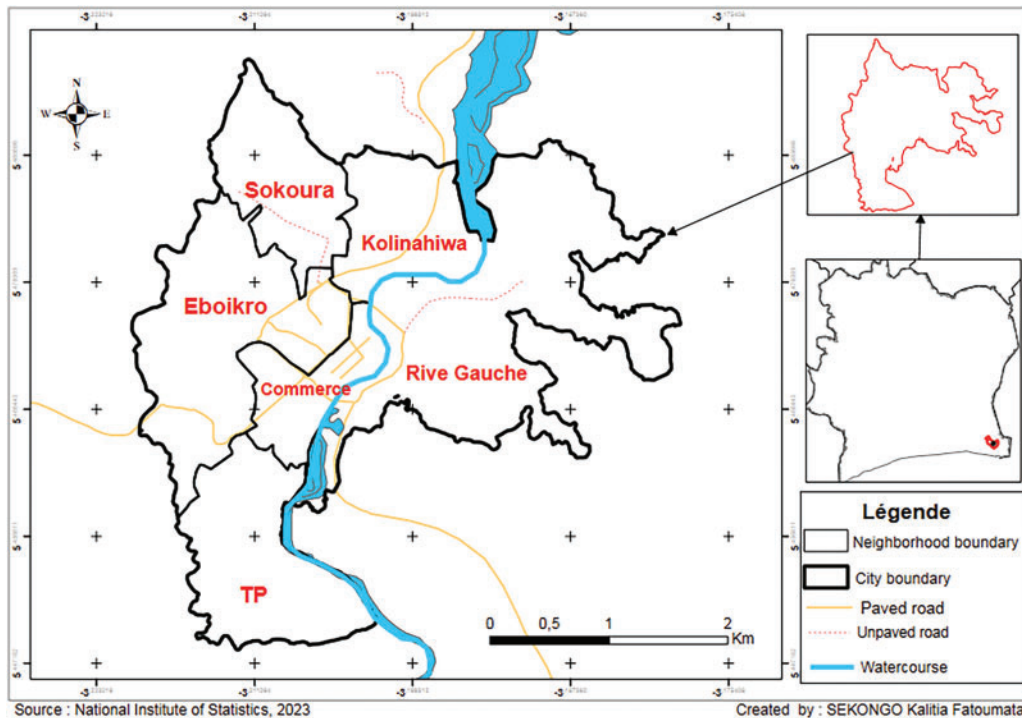 N
W E
S
Sokoura
Kolinahiwa
Eboikro
Rive Gauche
Commerce
TP
0 0,5 1 2
Km
Légende
Neighborhood boundary
City boundary
Paved road
Unpaved road
Watercourse
Source : National Institute of Statistics, 2023
Created by : SEKONGO Kalitia Fatoumata